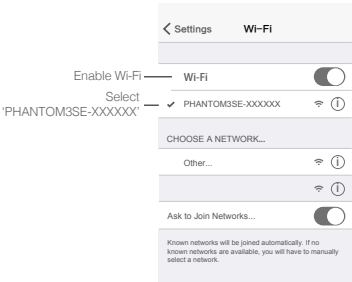 Settings Wi-Fi
Enable Wi-Fi
Wi-Fi
Select
'PHANTOM3SE-XXXXXX'
PHANTOM3SE-XXXXXX
CHOOSE A NETWORK...
Other...
Ask to Join Networks...
Known networks will be joined automatically. If no
known networks are available, you will have to manually
select a network.